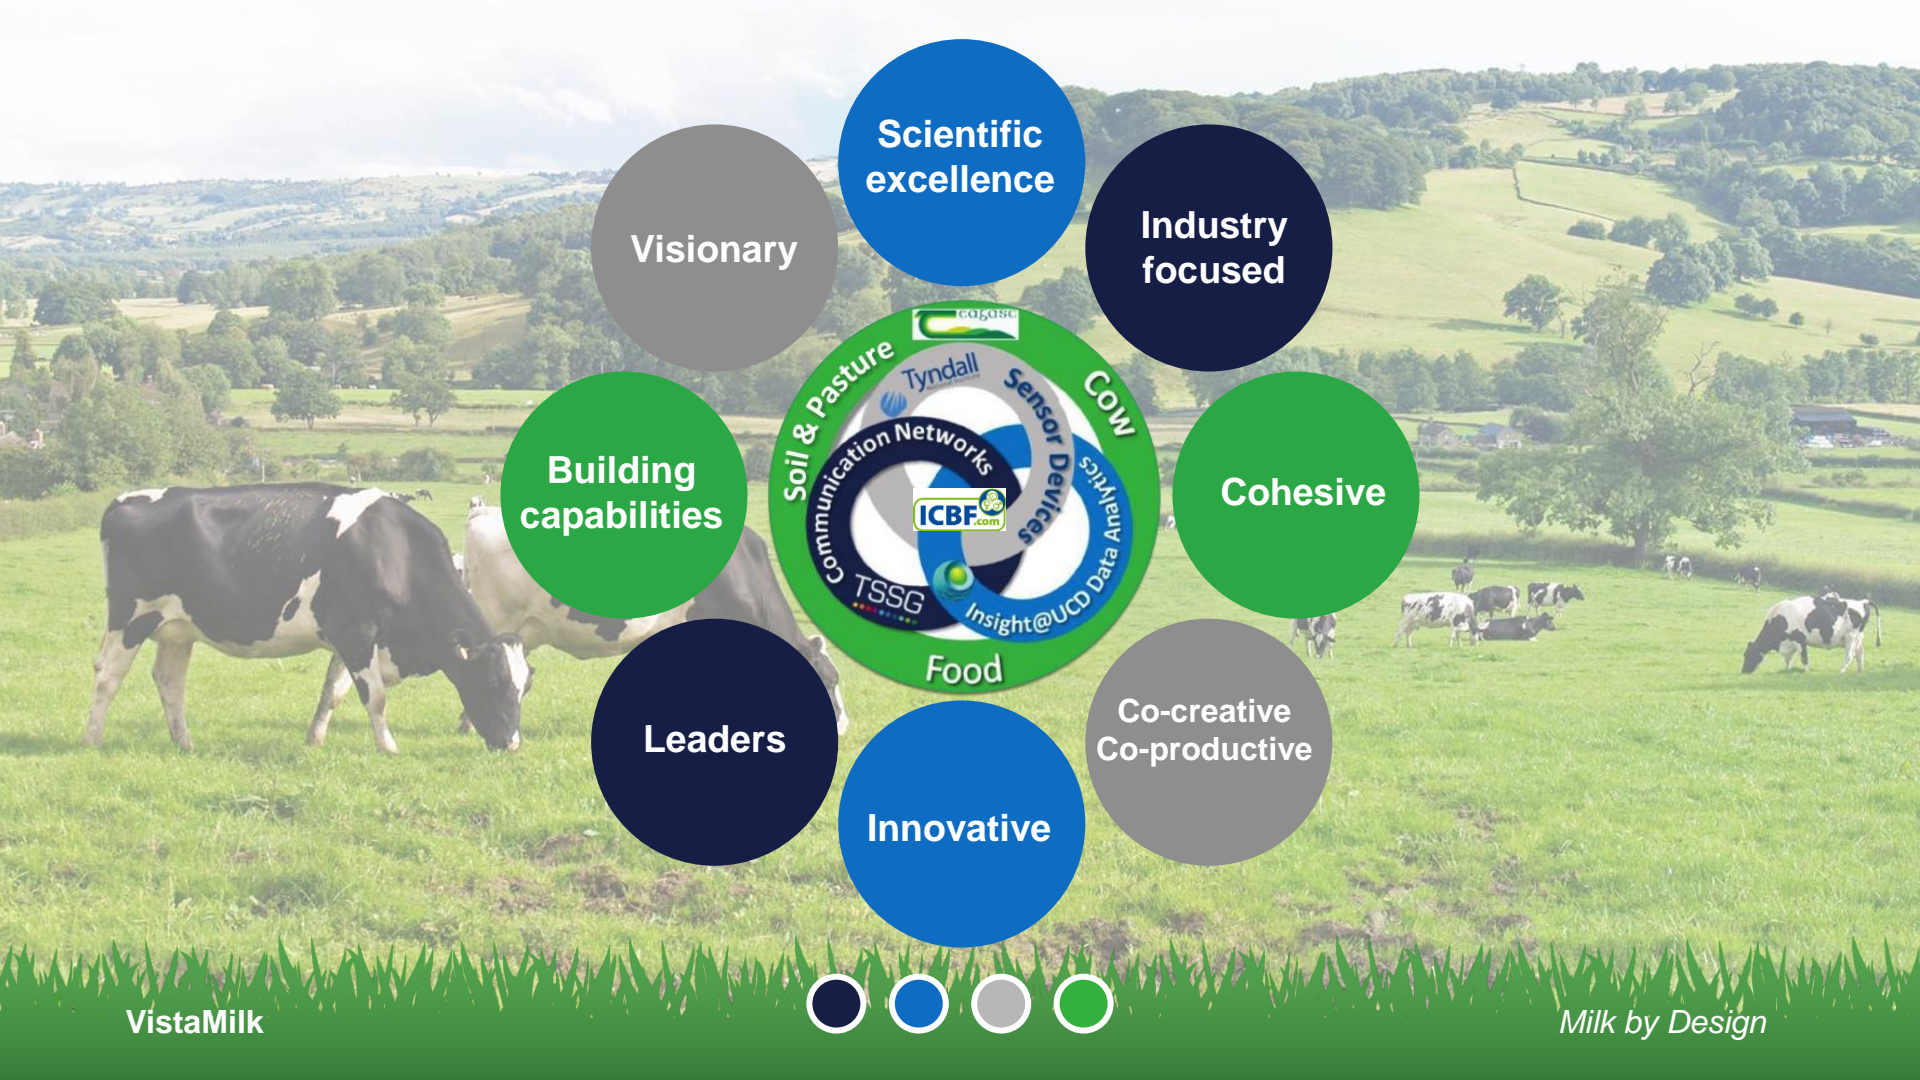 Scientific
excellence
Visionary
Industry
focused
Building
capabilities
Cohesive
Leaders
Co-creative
Co-productive
Innovative
Teagasc
Soil & Pasture
Cow
Food
Tyndall
Sensor Devices
Communication Networks
TSSG
ICBF.com
Insight@UCD Data Analytics
VistaMilk
Milk by Design